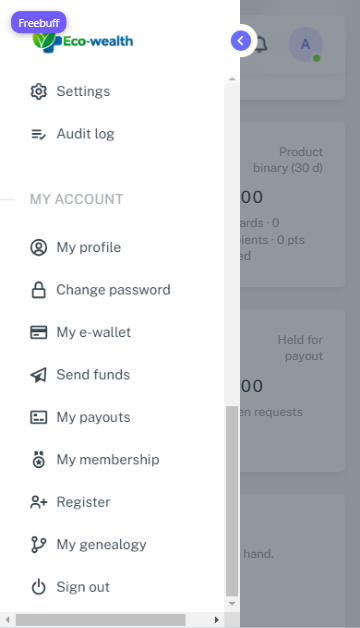 Freebuff
Eco-wealth
A
Settings
Audit log
MY ACCOUNT
My profile
Change password
My e-wallet
Send funds
My payouts
My membership
Register
My genealogy
Sign out
Product
binary (30 d)
00
ards · 0
ients · 0 pts
ed
Held for
payout
00
en requests
hand.